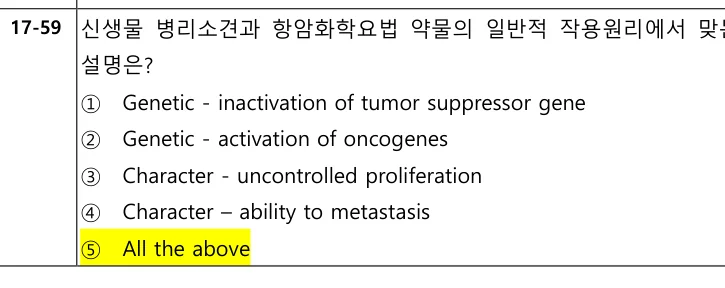 17-59 신생물 병리소견과 항암화학요법 약물의 일반적 작용원리에서
설명은?
① Genetic - inactivation of tumor suppressor gene
② Genetic - activation of oncogenes
③ Character - uncontrolled proliferation
④ Character – ability to metastasis
⑤ All the above